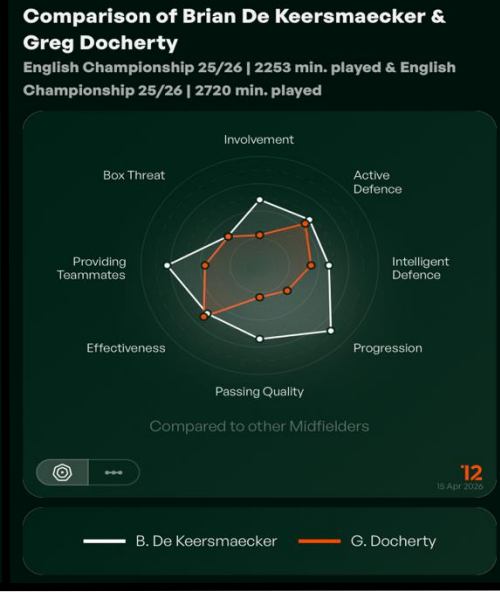 Comparison of Brian De Keersmaecker &
Greg Docherty
English Championship 25/26 | 2253 min. played & English
Championship 25/26 | 2720 min. played
Involvement
Box Threat
Active
Defence
Providing
Teammates
Intelligent
Defence
Effectiveness
Progression
Passing Quality
Compared to other Midfielders
'12
15 Apr 2026
B. De Keersmaecker
G. Docherty